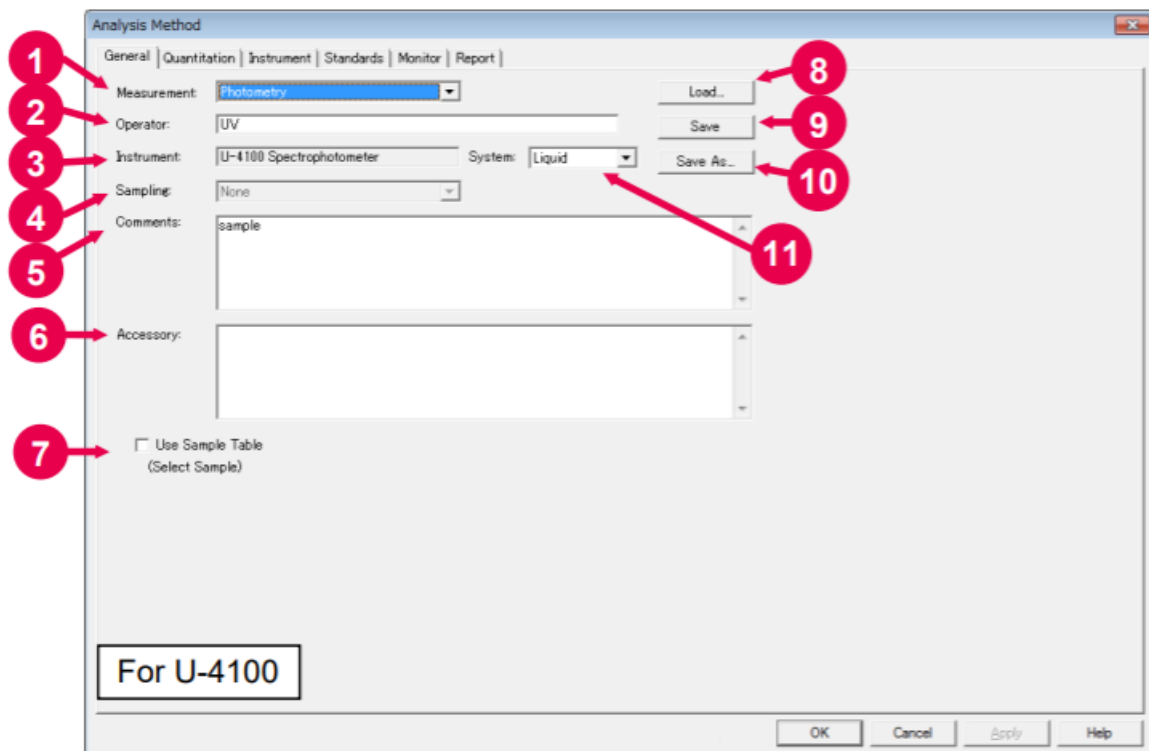 Analysis Method
General Quantitation Instrument Standards Monitor Report
1 Measurement: Photometry Load... 8
2 Operator: UV Save 9
3 Instrument: U-4100 Spectrophotometer System: Liquid Save As... 10
4 Sampling: None
5 Comments: sample 11
6 Accessory:
7 Use Sample Table
(Select Sample)
For U-4100
OK Cancel Apply Help